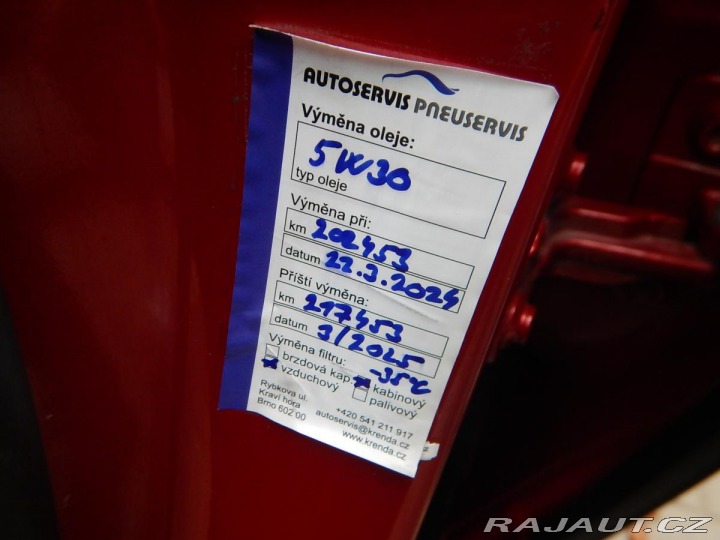 AUTOSERVIS PNEUSERVIS
Výměna oleje:
5W30
typ oleje
Výměna při:
km 202453
datum 22.3.2024
Příští výměna:
km 217453
datum 3/2025
Výměna filtru: -35°C
brzdová kap. kabinový
vzduchový palivový
Rybkova ul.
Kraví hora
Brno 602 00
+420 541 211 917
autoservis@krenda.cz
www.krenda.cz
RAJAUT.CZ